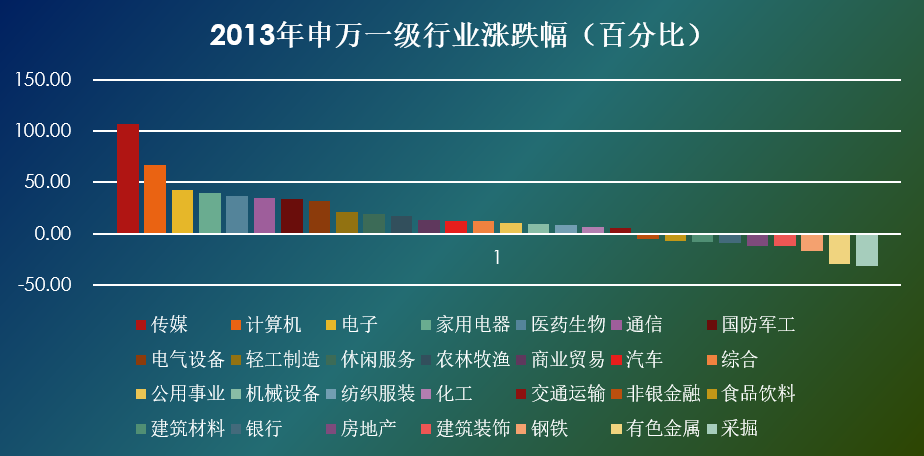 2013年申万一级行业涨跌幅（百分比）
150.00
100.00
50.00
0.00
-50.00
1
传媒 计算机 电子 家用电器 医药生物 通信 国防军工
电气设备 轻工制造 休闲服务 农林牧渔 商业贸易 汽车 综合
公用事业 机械设备 纺织服装 化工 交通运输 非银金融 食品饮料
建筑材料 银行 房地产 建筑装饰 钢铁 有色金属 采掘